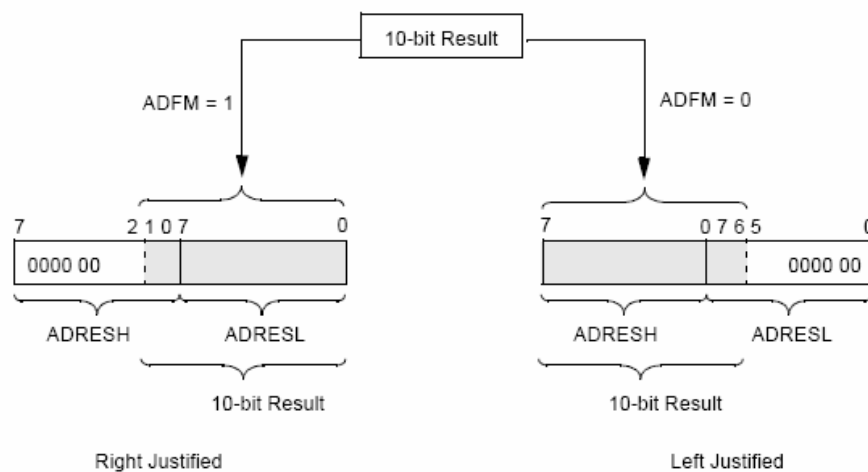 10-bit Result
ADFM = 1
ADFM = 0
7 2 1 0 7 0
7 0 7 6 5 0
0000 00
0000 00
ADRESH ADRESL
ADRESH ADRESL
10-bit Result
10-bit Result
Right Justified
Left Justified